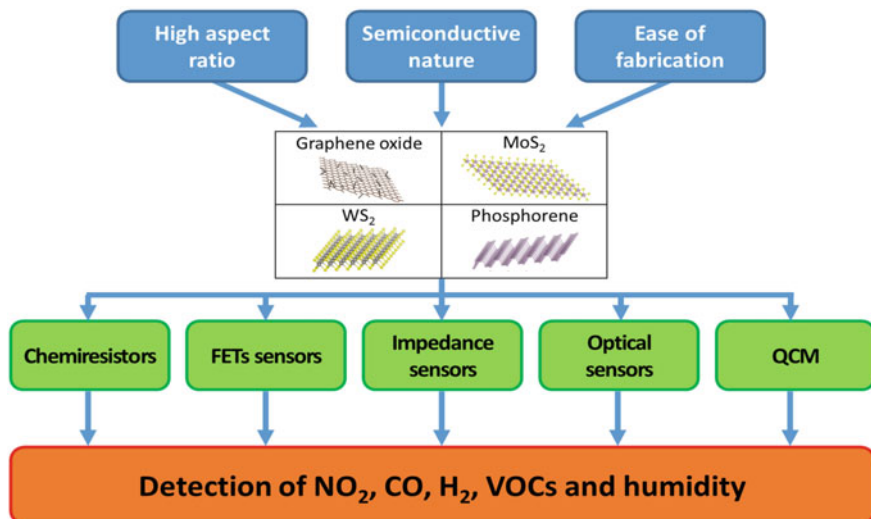 High aspect
ratio
Semiconductive
nature
Ease of
fabrication
Graphene oxide
MoS₂
WS₂
Phosphorene
Chemiresistors
FETs sensors
Impedance
sensors
Optical
sensors
QCM
Detection of NO₂, CO, H₂, VOCs and humidity